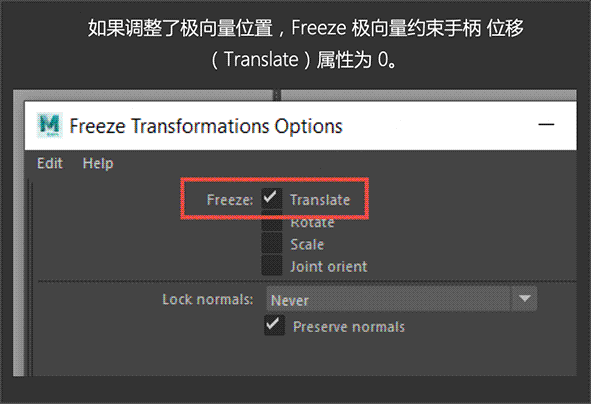 如果调整了极向量位置，Freeze 极向量约束手柄 位移
（Translate）属性为 0。
Freeze Transformations Options
Edit Help
Freeze: Translate
Rotate
Scale
Joint orient
Lock normals: Never
Preserve normals